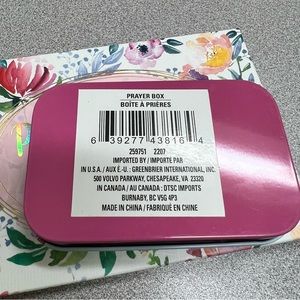 PRAYER BOX
BOÎTE À PRIÈRES
6 39277 43816 4
259751 2207
IMPORTED BY / IMPORTÉ PAR
IN U.S.A. / AUX É.-U.: GREENBRIER INTERNATIONAL, INC.
500 VOLVO PARKWAY, CHESAPEAKE, VA 23320
IN CANADA / AU CANADA : DTSC IMPORTS
BURNABY, BC V5G 4P3
MADE IN CHINA / FABRIQUÉ EN CHINE